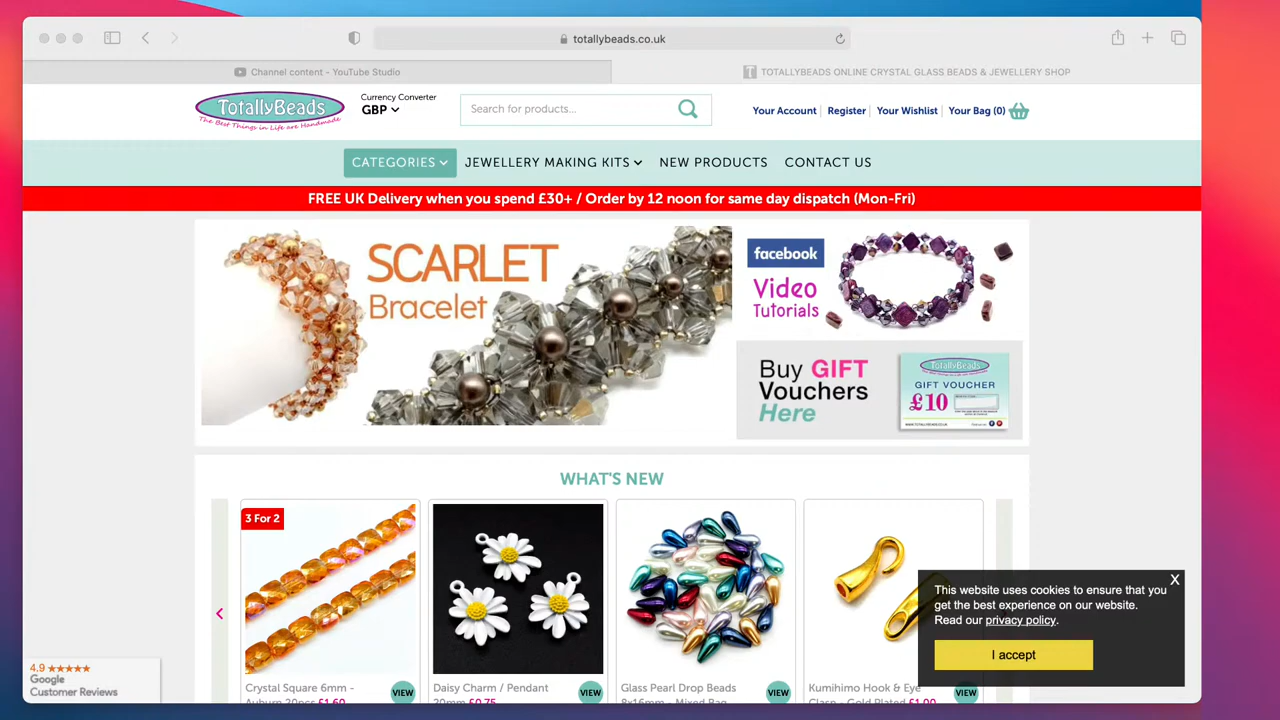 totallybeads.co.uk
Channel content - YouTube Studio
TOTALLYBEADS ONLINE CRYSTAL GLASS BEADS & JEWELLERY SHOP
TotallyBeads
The Best Things in Life are Handmade
Currency Converter
GBP
Search for products...
Your Account
Register
Your Wishlist
Your Bag (0)
CATEGORIES
JEWELLERY MAKING KITS
NEW PRODUCTS
CONTACT US
FREE UK Delivery when you spend £30+ / Order by 12 noon for same day dispatch (Mon-Fri)
SCARLET
Bracelet
facebook
Video
Tutorials
Buy GIFT
Vouchers
Here
TotallyBeads
GIFT VOUCHER
£10
WHAT'S NEW
3 For 2
Crystal Square 6mm -
Auburn 20pcs £1.60
VIEW
Daisy Charm / Pendant
20mm £0.75
VIEW
Glass Pearl Drop Beads
8x16mm - Mixed Bag
VIEW
Kumihimo Hook & Eye
Clasp - Gold Plated £1.00
VIEW
X
This website uses cookies to ensure that you
get the best experience on our website.
Read our privacy policy.
I accept
4.9
Google
Customer Reviews